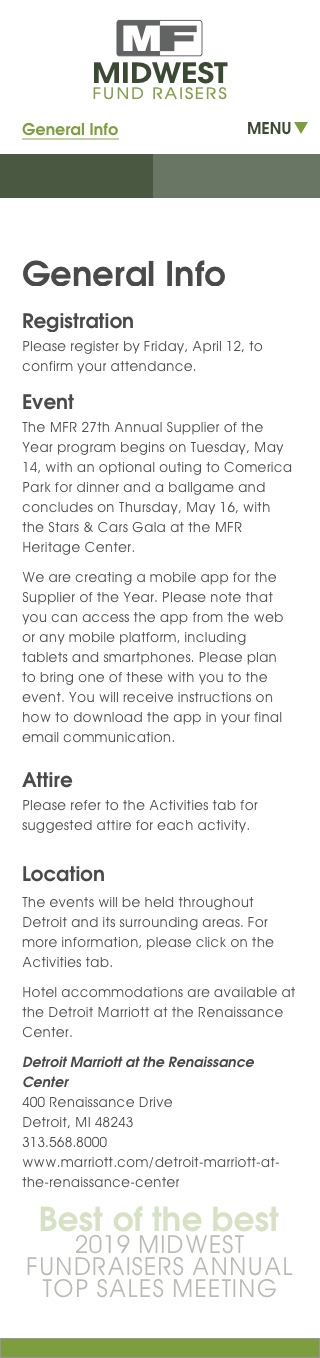 MF
MIDWEST
FUND RAISERS
General Info
MENU
General Info
Registration
Please register by Friday, April 12, to
confirm your attendance.
Event
The MFR 27th Annual Supplier of the
Year program begins on Tuesday, May
14, with an optional outing to Comerica
Park for dinner and a ballgame and
concludes on Thursday, May 16, with
the Stars & Cars Gala at the MFR
Heritage Center.
We are creating a mobile app for the
Supplier of the Year. Please note that
you can access the app from the web
or any mobile platform, including
tablets and smartphones. Please plan
to bring one of these with you to the
event. You will receive instructions on
how to download the app in your final
email communication.
Attire
Please refer to the Activities tab for
suggested attire for each activity.
Location
The events will be held throughout
Detroit and its surrounding areas. For
more information, please click on the
Activities tab.
Hotel accommodations are available at
the Detroit Marriott at the Renaissance
Center.
Detroit Marriott at the Renaissance
Center
400 Renaissance Drive
Detroit, MI 48243
313.568.8000
www.marriott.com/detroit-marriott-at-
the-renaissance-center
Best of the best
2019 MIDWEST
FUNDRAISERS ANNUAL
TOP SALES MEETING